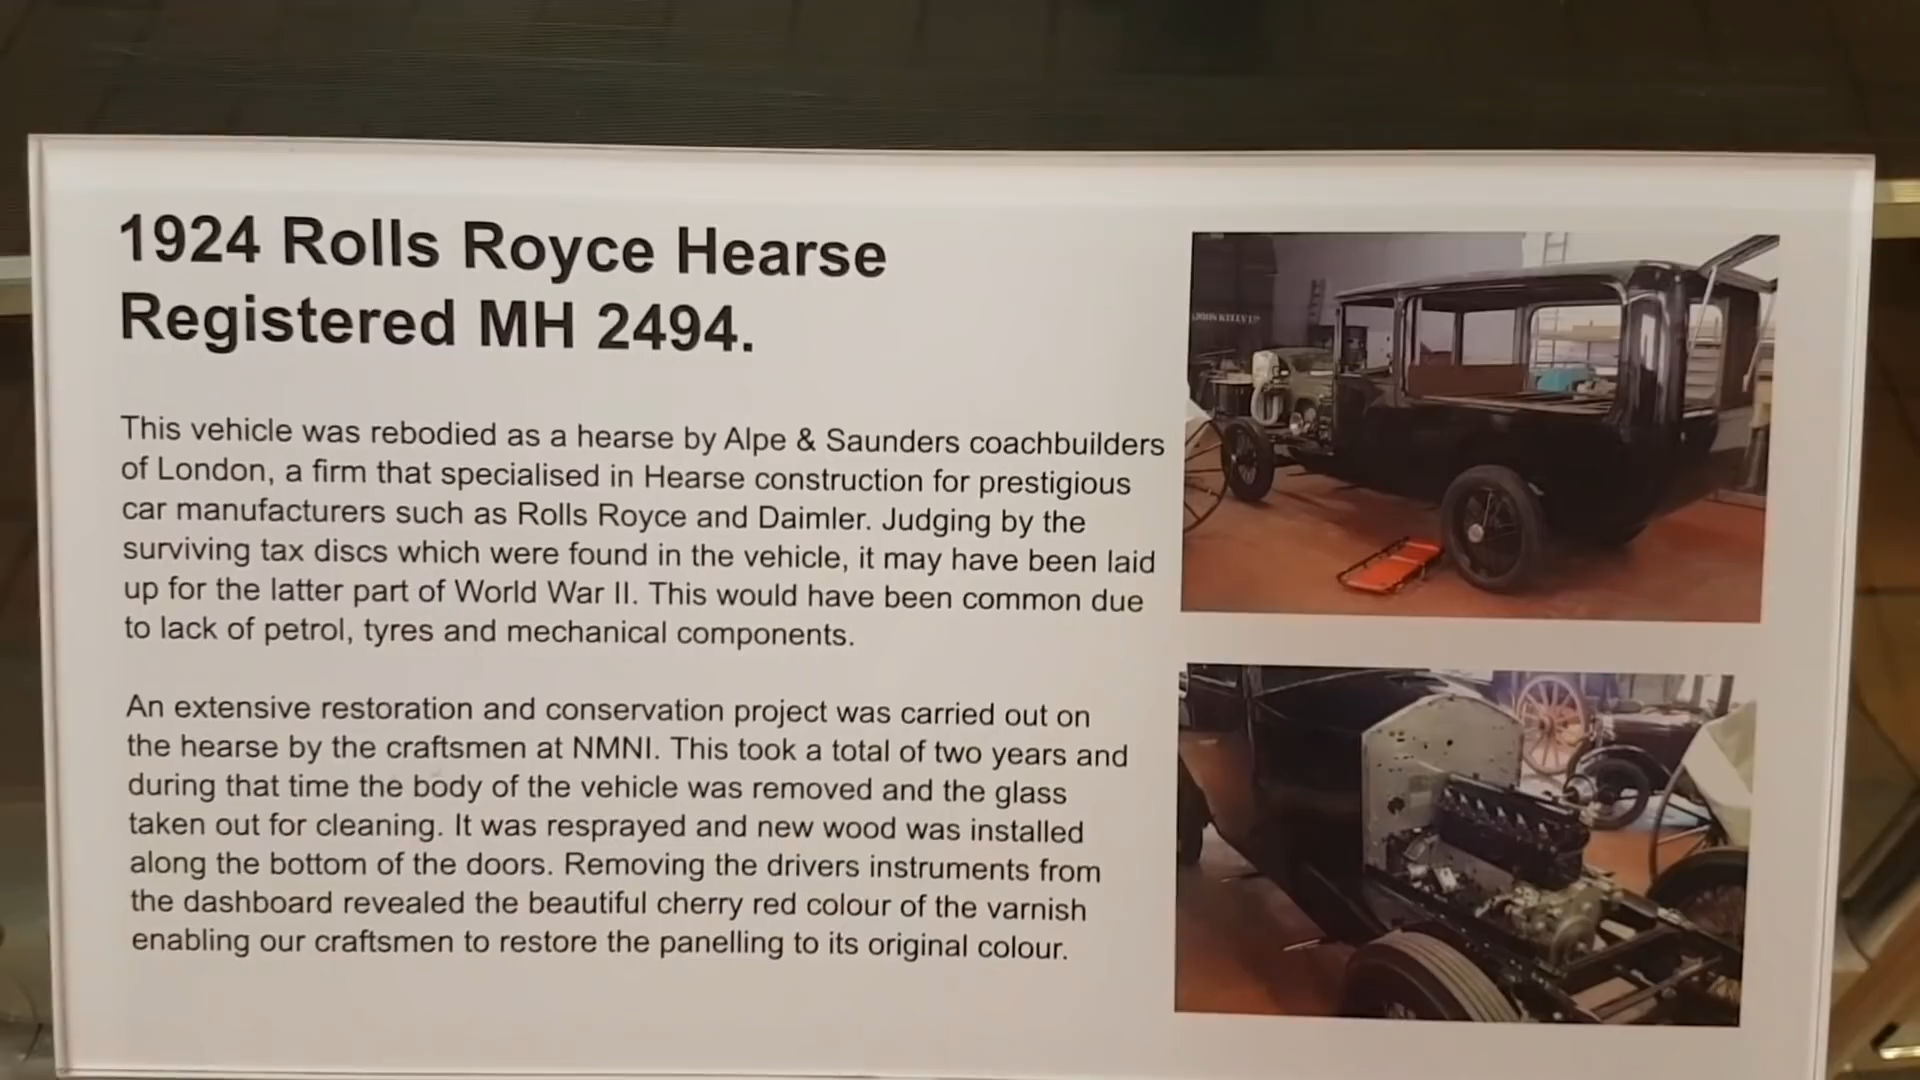 1924 Rolls Royce Hearse
Registered MH 2494.
This vehicle was rebodied as a hearse by Alpe & Saunders coachbuilders
of London, a firm that specialised in Hearse construction for prestigious
car manufacturers such as Rolls Royce and Daimler. Judging by the
surviving tax discs which were found in the vehicle, it may have been laid
up for the latter part of World War II. This would have been common due
to lack of petrol, tyres and mechanical components.
An extensive restoration and conservation project was carried out on
the hearse by the craftsmen at NMNI. This took a total of two years and
during that time the body of the vehicle was removed and the glass
taken out for cleaning. It was resprayed and new wood was installed
along the bottom of the doors. Removing the drivers instruments from
the dashboard revealed the beautiful cherry red colour of the varnish
enabling our craftsmen to restore the panelling to its original colour.
JOHN KELLY